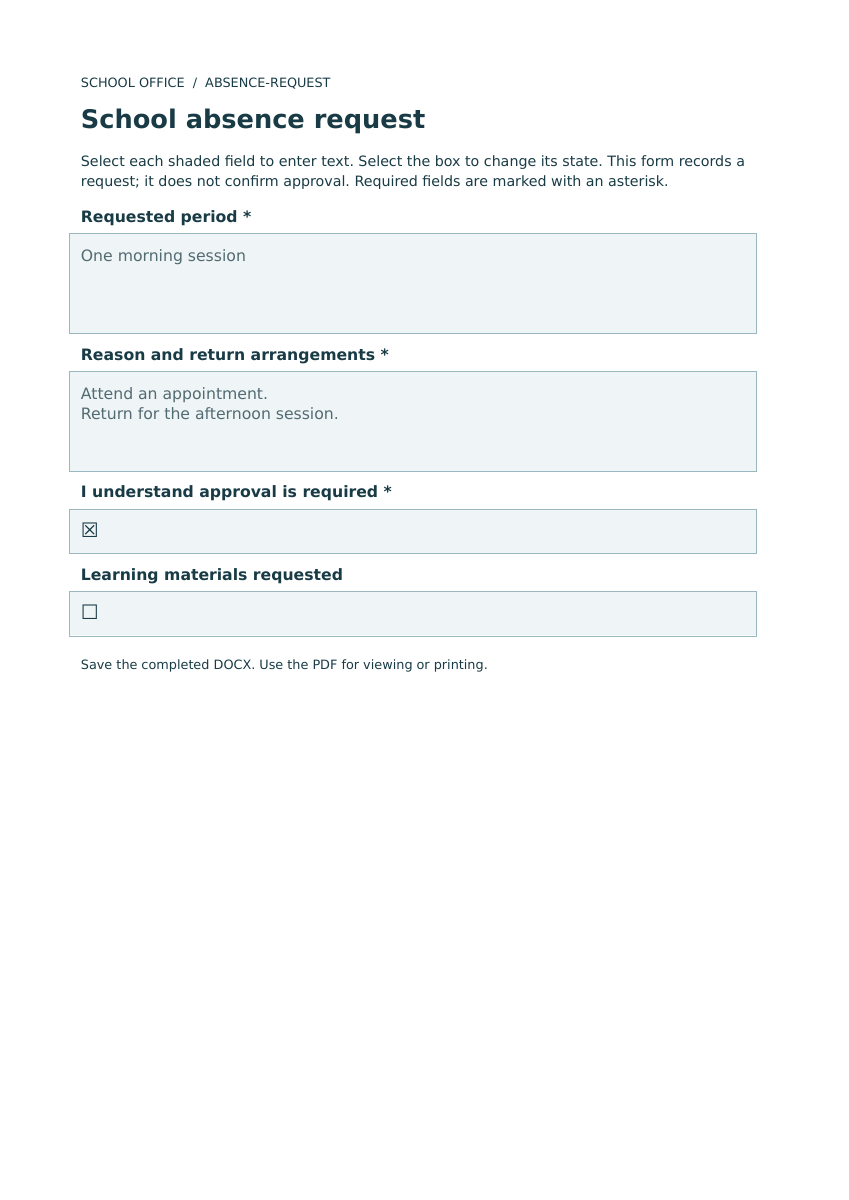 SCHOOL OFFICE / ABSENCE-REQUEST
School absence request
Select each shaded field to enter text. Select the box to change its state. This form records a
request; it does not confirm approval. Required fields are marked with an asterisk.
Requested period *
One morning session
Reason and return arrangements *
Attend an appointment.
Return for the afternoon session.
I understand approval is required *
☒
Learning materials requested
☐
Save the completed DOCX. Use the PDF for viewing or printing.